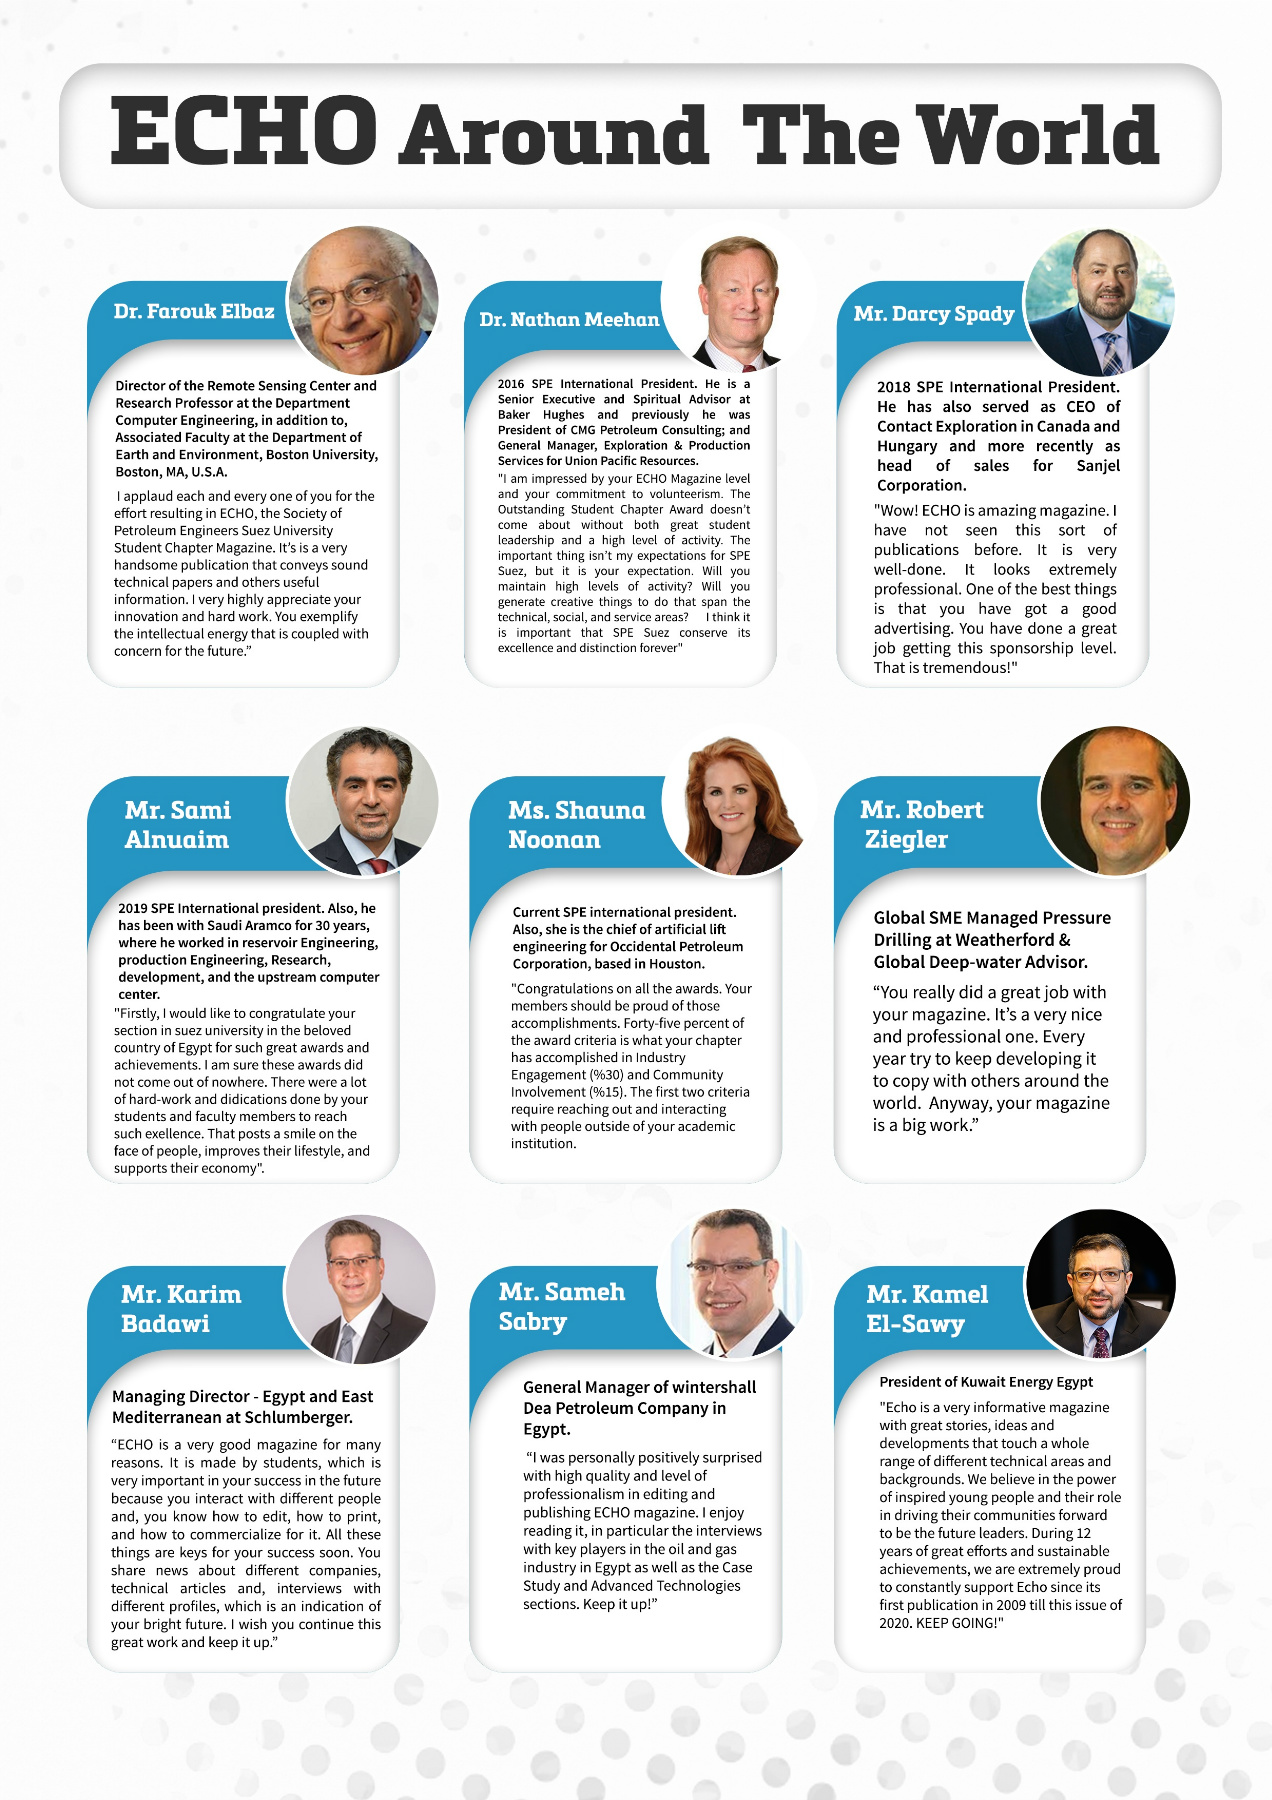 ECHO Around The World
Dr. Farouk Elbaz
Director of the Remote Sensing Center and
Research Professor at the Department
Computer Engineering, in addition to,
Associated Faculty at the Department of
Earth and Environment, Boston University,
Boston, MA, U.S.A.
I applaud each and every one of you for the
effort resulting in ECHO, the Society of
Petroleum Engineers Suez University
Student Chapter Magazine. It’s is a very
handsome publication that conveys sound
technical papers and others useful
information. I very highly appreciate your
innovation and hard work. You exemplify
the intellectual energy that is coupled with
concern for the future.”
Dr. Nathan Meehan
2016 SPE International President. He is a
Senior Executive and Spiritual Advisor at
Baker Hughes and previously he was
President of CMG Petroleum Consulting; and
General Manager, Exploration & Production
Services for Union Pacific Resources.
"I am impressed by your ECHO Magazine level
and your commitment to volunteerism. The
Outstanding Student Chapter Award doesn’t
come about without both great student
leadership and a high level of activity. The
important thing isn’t my expectations for SPE
Suez, but it is your expectation. Will you
maintain high levels of activity? Will you
generate creative things to do that span the
technical, social, and service areas? I think it
is important that SPE Suez conserve its
excellence and distinction forever"
Mr. Darcy Spady
2018 SPE International President.
He has also served as CEO of
Contact Exploration in Canada and
Hungary and more recently as
head of sales for Sanjel
Corporation.
"Wow! ECHO is amazing magazine. I
have not seen this sort of
publications before. It is very
well-done. It looks extremely
professional. One of the best things
is that you have got a good
advertising. You have done a great
job getting this sponsorship level.
That is tremendous!"
Mr. Sami
Alnuaim
2019 SPE International president. Also, he
has been with Saudi Aramco for 30 years,
where he worked in reservoir Engineering,
production Engineering, Research,
development, and the upstream computer
center.
"Firstly, I would like to congratulate your
section in suez university in the beloved
country of Egypt for such great awards and
achievements. I am sure these awards did
not come out of nowhere. There were a lot
of hard-work and didications done by your
students and faculty members to reach
such exellence. That posts a smile on the
face of people, improves their lifestyle, and
supports their economy".
Ms. Shauna
Noonan
Current SPE international president.
Also, she is the chief of artificial lift
engineering for Occidental Petroleum
Corporation, based in Houston.
"Congratulations on all the awards. Your
members should be proud of those
accomplishments. Forty-five percent of
the award criteria is what your chapter
has accomplished in Industry
Engagement (%30) and Community
Involvement (%15). The first two criteria
require reaching out and interacting
with people outside of your academic
institution.
Mr. Robert
Ziegler
Global SME Managed Pressure
Drilling at Weatherford &
Global Deep-water Advisor.
“You really did a great job with
your magazine. It’s a very nice
and professional one. Every
year try to keep developing it
to copy with others around the
world. Anyway, your magazine
is a big work.”
Mr. Karim
Badawi
Managing Director - Egypt and East
Mediterranean at Schlumberger.
“ECHO is a very good magazine for many
reasons. It is made by students, which is
very important in your success in the future
because you interact with different people
and, you know how to edit, how to print,
and how to commercialize for it. All these
things are keys for your success soon. You
share news about different companies,
technical articles and, interviews with
different profiles, which is an indication of
your bright future. I wish you continue this
great work and keep it up.”
Mr. Sameh
Sabry
General Manager of wintershall
Dea Petroleum Company in
Egypt.
“I was personally positively surprised
with high quality and level of
professionalism in editing and
publishing ECHO magazine. I enjoy
reading it, in particular the interviews
with key players in the oil and gas
industry in Egypt as well as the Case
Study and Advanced Technologies
sections. Keep it up!”
Mr. Kamel
El-Sawy
President of Kuwait Energy Egypt
"Echo is a very informative magazine
with great stories, ideas and
developments that touch a whole
range of different technical areas and
backgrounds. We believe in the power
of inspired young people and their role
in driving their communities forward
to be the future leaders. During 12
years of great efforts and sustainable
achievements, we are extremely proud
to constantly support Echo since its
first publication in 2009 till this issue of
2020. KEEP GOING!"